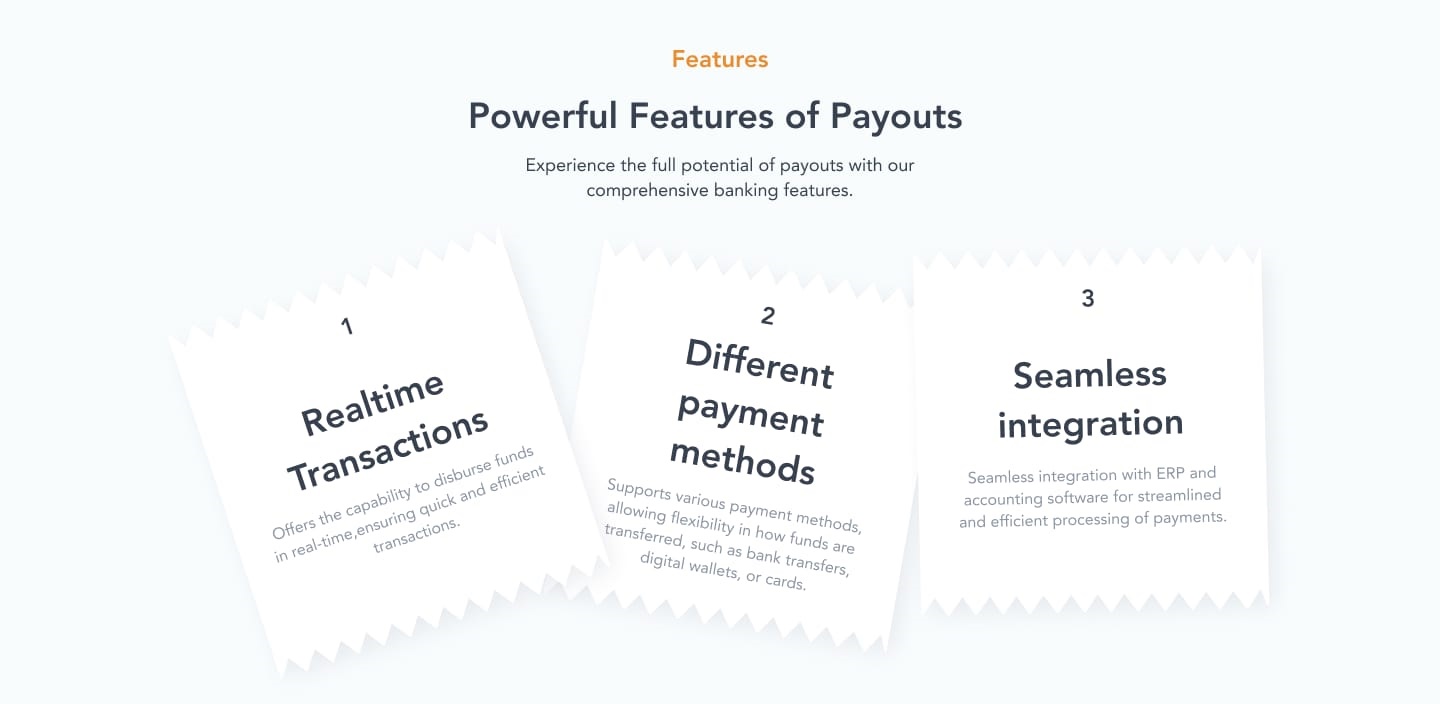 Features
Powerful Features of Payouts
Experience the full potential of payouts with our
comprehensive banking features.
1
Realtime
Transactions
Offers the capability to disburse funds
in real-time,ensuring quick and efficient
transactions.
2
Different
payment
methods
Supports various payment methods,
allowing flexibility in how funds are
transferred, such as bank transfers,
digital wallets, or cards.
3
Seamless
integration
Seamless integration with ERP and
accounting software for streamlined
and efficient processing of payments.